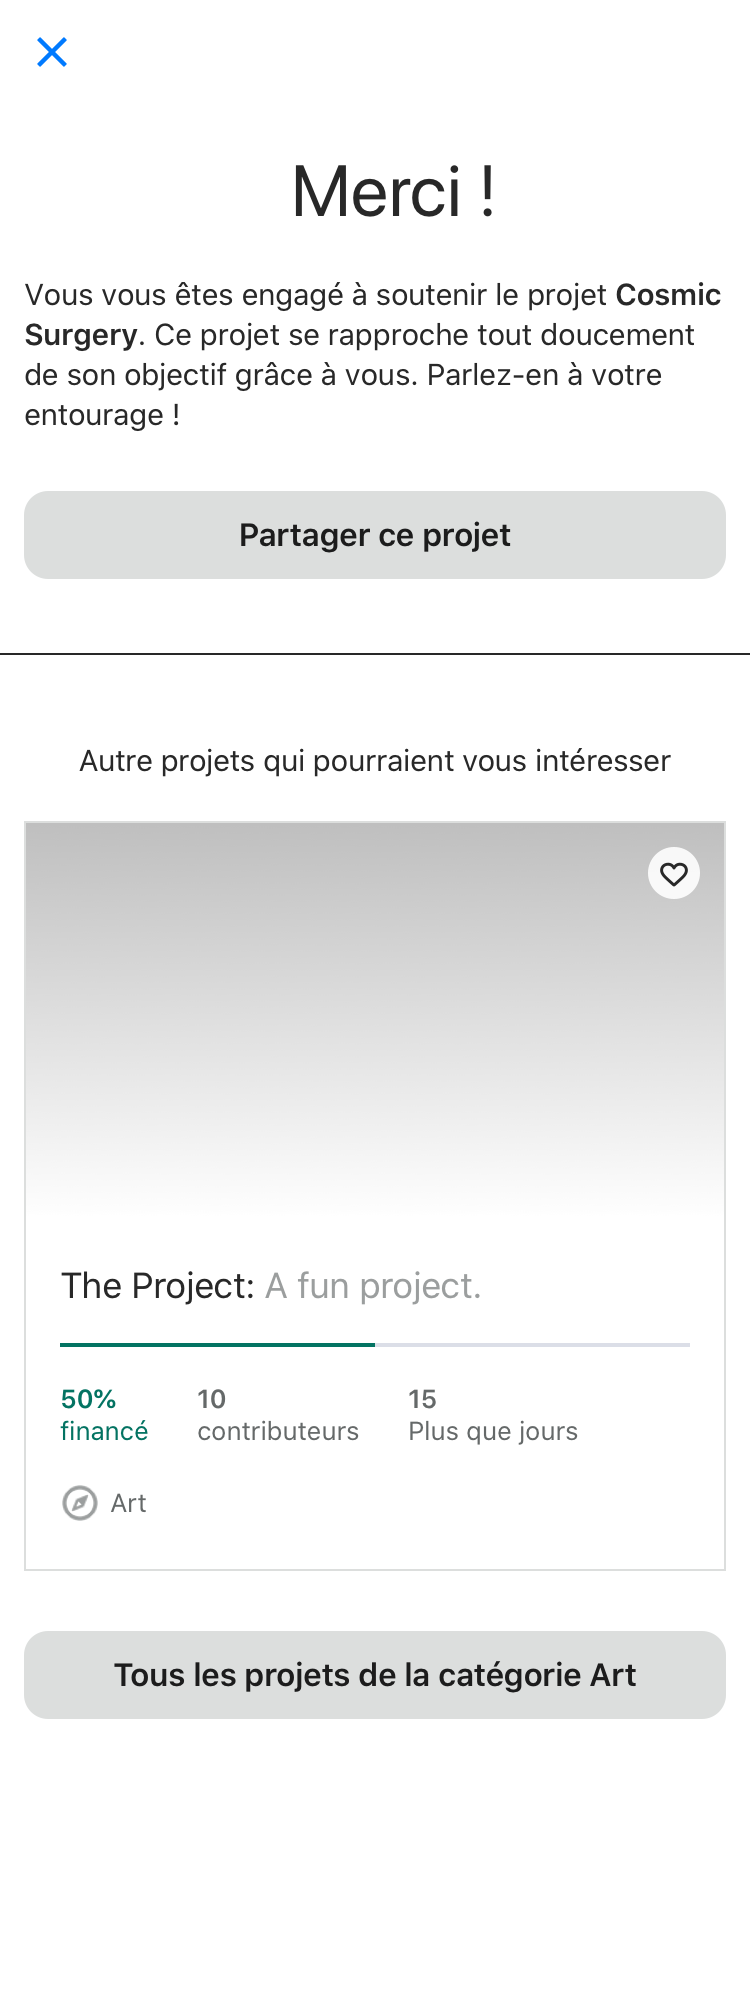 Merci !
Vous vous êtes engagé à soutenir le projet Cosmic
Surgery. Ce projet se rapproche tout doucement
de son objectif grâce à vous. Parlez-en à votre
entourage !
Partager ce projet
Autre projets qui pourraient vous intéresser
The Project: A fun project.
50% 10 15
financé contributeurs Plus que jours
Art
Tous les projets de la catégorie Art